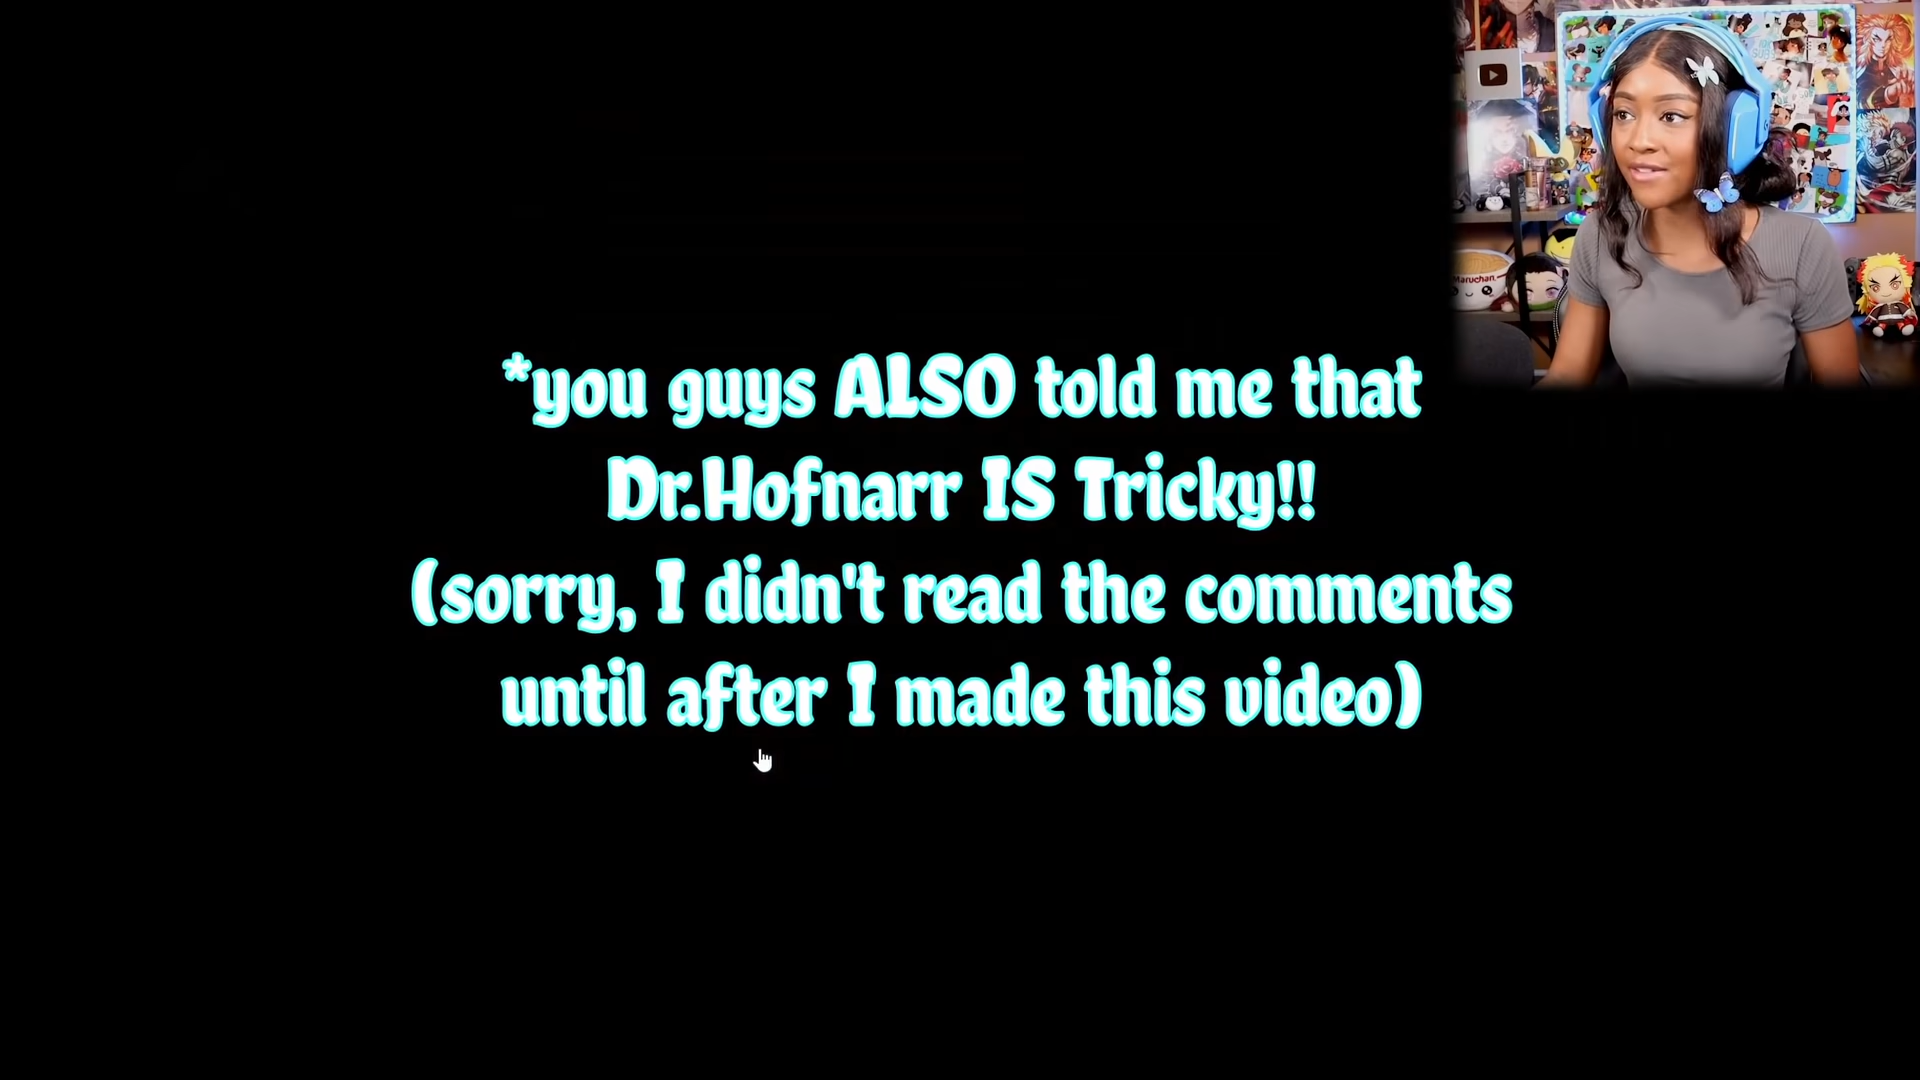 *you guys ALSO told me that
Dr.Hofnarr IS Tricky!!
(sorry, I didn't read the comments
until after I made this video)
Maruchan